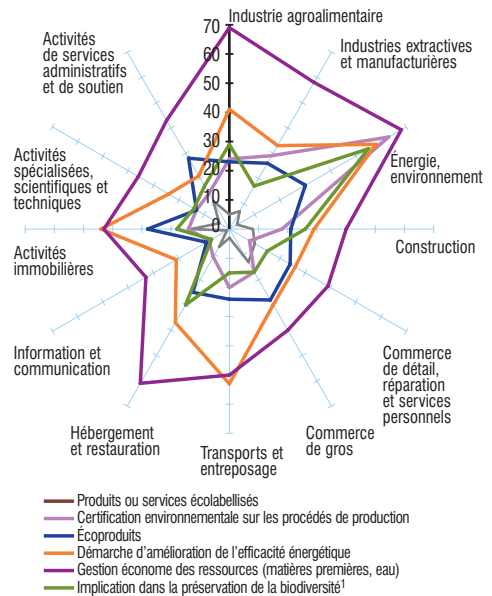 Industrie agroalimentaire
70
60
50
40
30
20
10
0
Industries extractives
et manufacturières
Énergie,
environnement
Construction
Commerce
de détail,
réparation
et services
personnels
Commerce
de gros
Transports et
entreposage
Hébergement
et restauration
Information et
communication
Activités
immobilières
Activités
spécialisées,
scientifiques et
techniques
Activités
de services
administratifs
et de soutien
Produits ou services écolabellisés
Certification environnementale sur les procédés de production
Écoproduits
Démarche d'amélioration de l'efficacité énergétique
Gestion économe des ressources (matières premières, eau)
Implication dans la préservation de la biodiversité¹